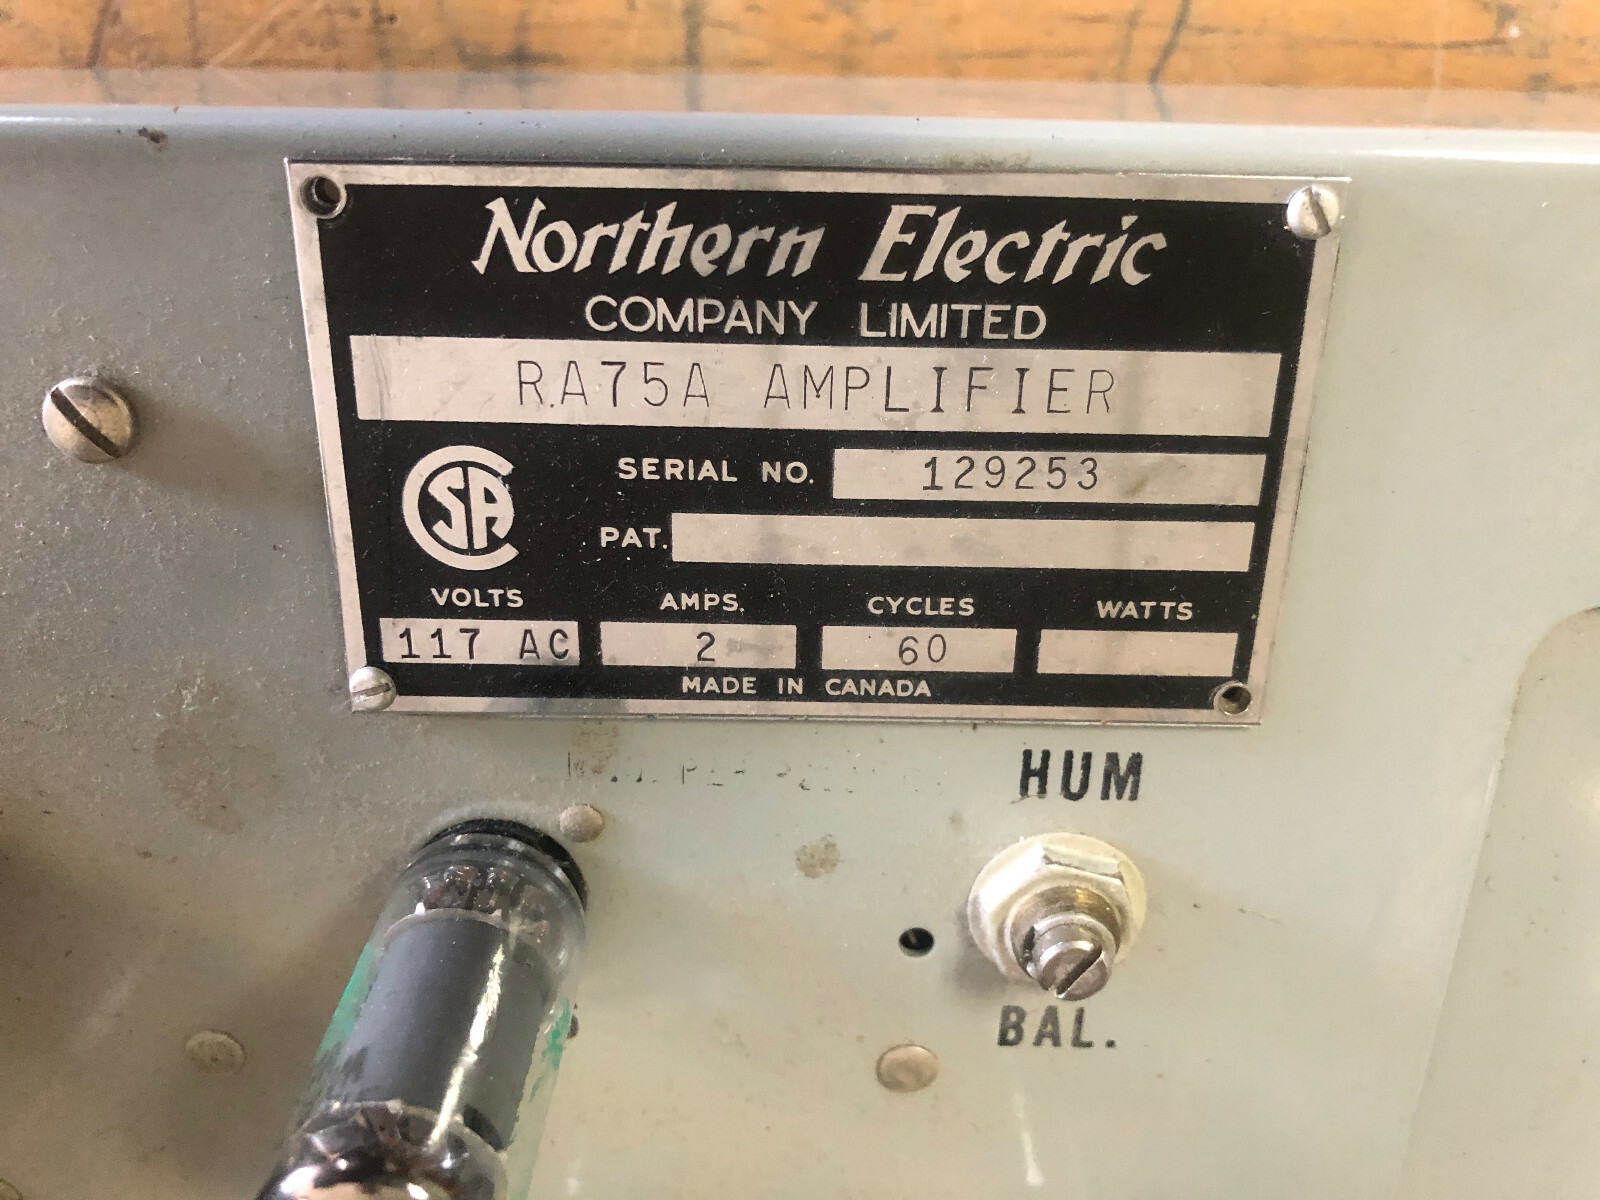 Northern Electric
COMPANY LIMITED
R.A75A AMPLIFIER
CSA
SERIAL NO. 129253
PAT.
VOLTS AMPS. CYCLES WATTS
117 AC 2 60
MADE IN CANADA
HUM
BAL.